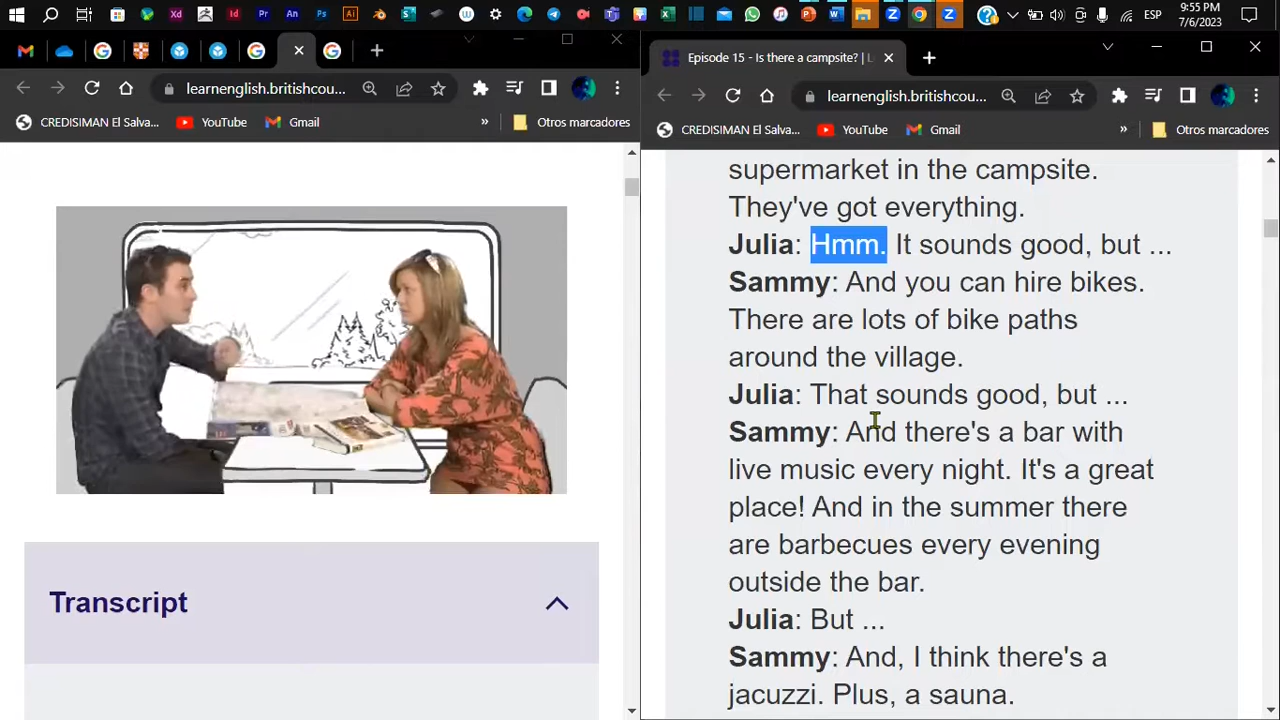 9:55 PM
ESP
7/6/2023
learnenglish.britishcou...
CREDISIMAN El Salva...
YouTube
Gmail
»
Otros marcadores
Transcript
Episode 15 - Is there a campsite? | L
learnenglish.britishcou...
CREDISIMAN El Salva...
YouTube
Gmail
»
Otros marcadores
supermarket in the campsite.
They've got everything.
Julia: Hmm. It sounds good, but ...
Sammy: And you can hire bikes.
There are lots of bike paths
around the village.
Julia: That sounds good, but ...
Sammy: And there's a bar with
live music every night. It's a great
place! And in the summer there
are barbecues every evening
outside the bar.
Julia: But ...
Sammy: And, I think there's a
jacuzzi. Plus, a sauna.